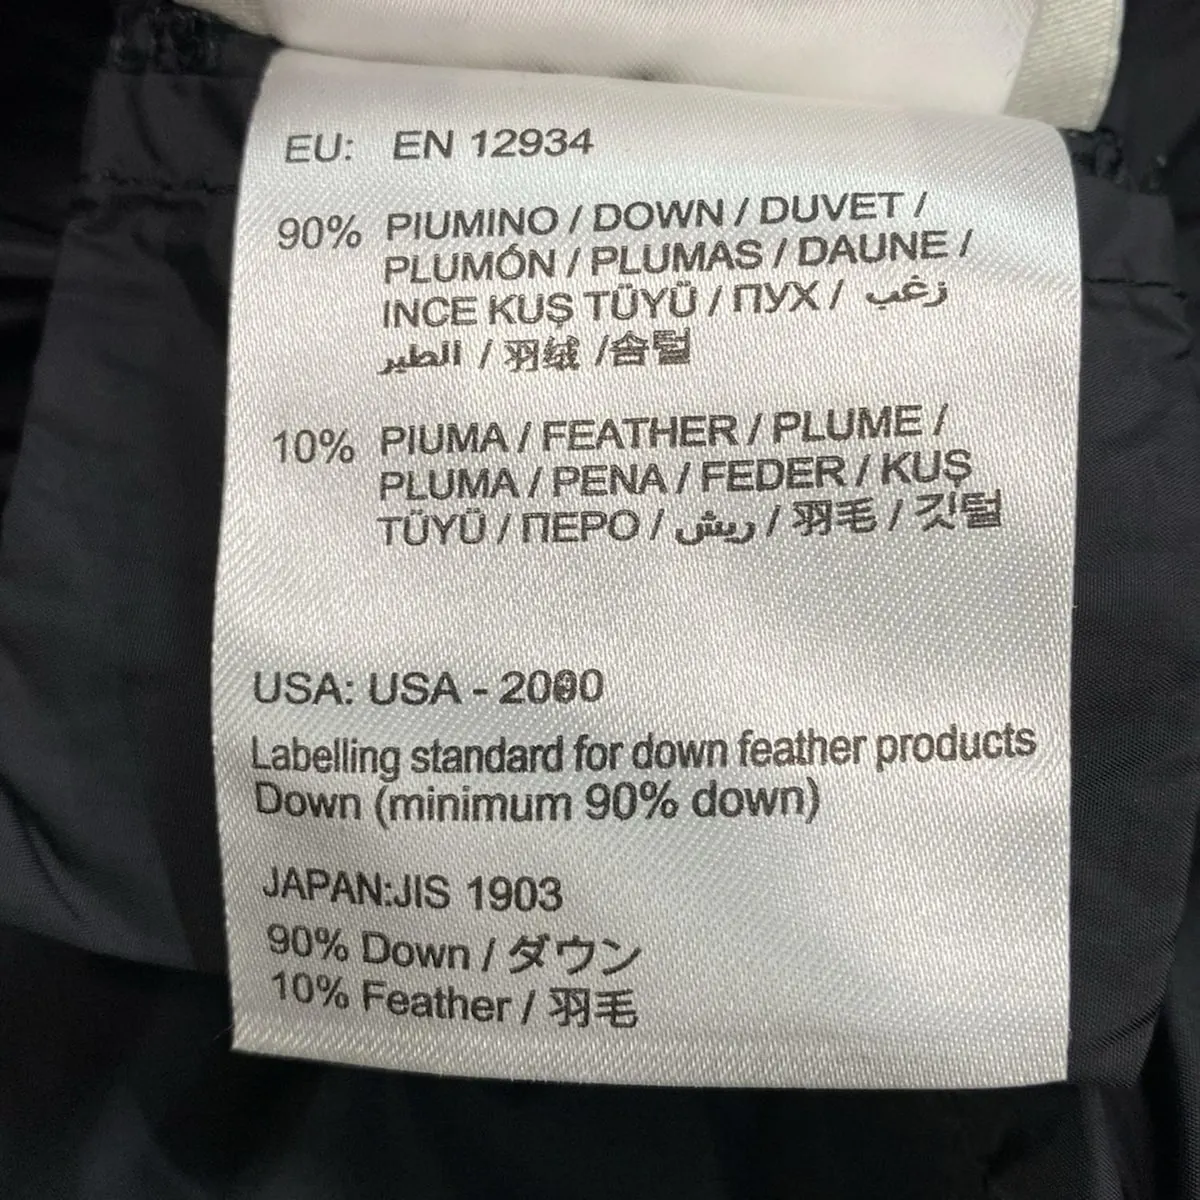 EU: EN 12934
90% PIUMINO / DOWN / DUVET /
PLUMÓN / PLUMAS / DAUNE /
INCE KUŞ TÜYÜ / ПУХ / زغب
الطير / 羽绒 /솜털
10% PIUMA / FEATHER / PLUME /
PLUMA / PENA / FEDER / KUŞ
TÜYÜ / ПЕРО / ريش / 羽毛 / 깃털
USA: USA - 2000
Labelling standard for down feather products
Down (minimum 90% down)
JAPAN:JIS 1903
90% Down / ダウン
10% Feather / 羽毛